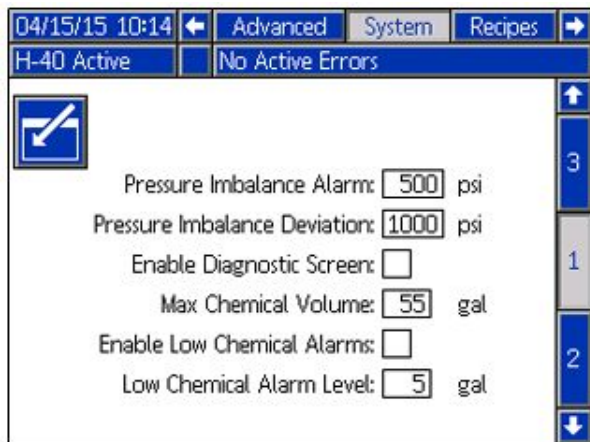 04/15/15 10:14 Advanced System Recipes
H-40 Active No Active Errors
3
Pressure Imbalance Alarm: 500 psi
Pressure Imbalance Deviation: 1000 psi
Enable Diagnostic Screen:
1
Max Chemical Volume: 55 gal
Enable Low Chemical Alarms:
2
Low Chemical Alarm Level: 5 gal